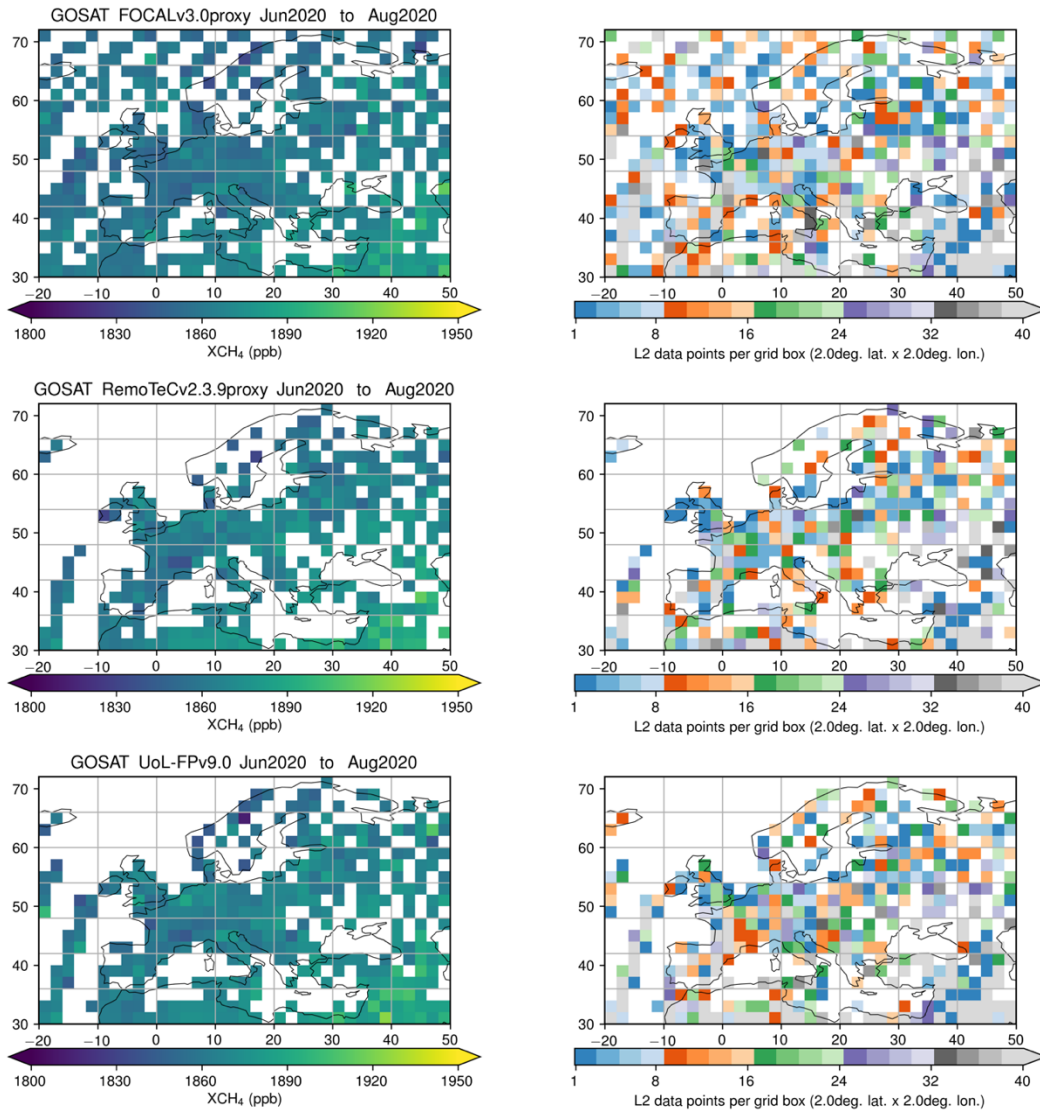 GOSAT FOCALv3.0proxy Jun2020 to Aug2020
70
60
50
40
30
−20 −10 0 10 20 30 40 50
1800 1830 1860 1890 1920 1950
XCH₄ (ppb)
70
60
50
40
30
−20 −10 0 10 20 30 40 50
1 8 16 24 32 40
L2 data points per grid box (2.0deg. lat. x 2.0deg. lon.)
GOSAT RemoTeCv2.3.9proxy Jun2020 to Aug2020
70
60
50
40
30
−20 −10 0 10 20 30 40 50
1800 1830 1860 1890 1920 1950
XCH₄ (ppb)
70
60
50
40
30
−20 −10 0 10 20 30 40 50
1 8 16 24 32 40
L2 data points per grid box (2.0deg. lat. x 2.0deg. lon.)
GOSAT UoL-FPv9.0 Jun2020 to Aug2020
70
60
50
40
30
−20 −10 0 10 20 30 40 50
1800 1830 1860 1890 1920 1950
XCH₄ (ppb)
70
60
50
40
30
−20 −10 0 10 20 30 40 50
1 8 16 24 32 40
L2 data points per grid box (2.0deg. lat. x 2.0deg. lon.)